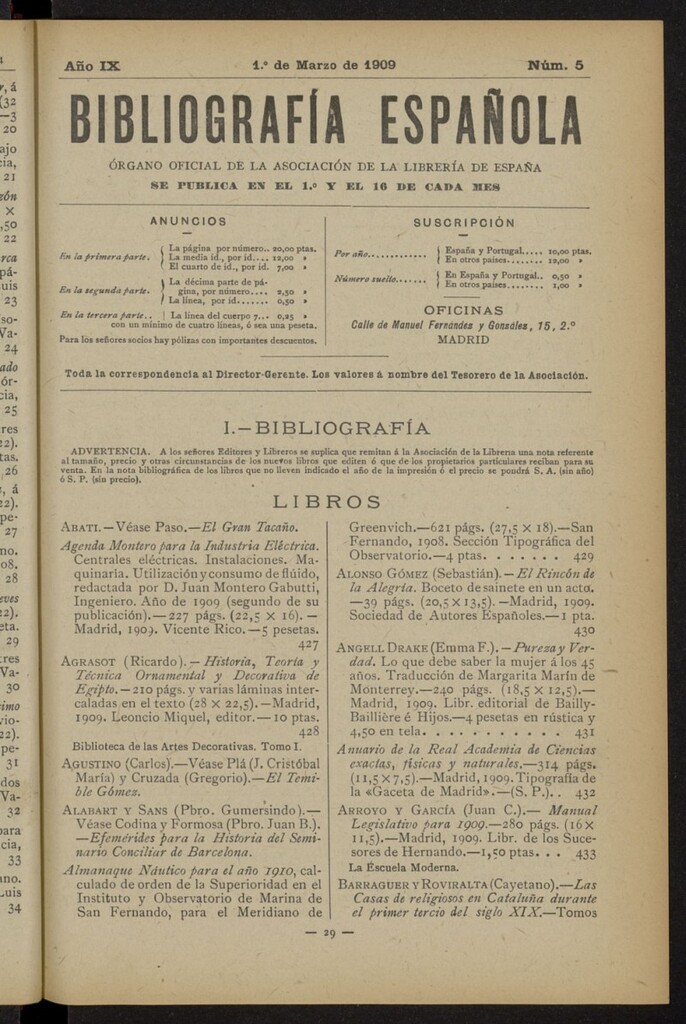 Año IX
1.º de Marzo de 1909
Núm. 5
BIBLIOGRAFÍA ESPAÑOLA
ÓRGANO OFICIAL DE LA ASOCIACIÓN DE LA LIBRERÍA DE ESPAÑA
SE PUBLICA EN EL 1.º Y EL 16 DE CADA MES
ANUNCIOS
En la primera parte. { La página por número.. 20,00 ptas.
La media id., por id.... 12,00 »
El cuarto de id., por id. 7,00 »
En la segunda parte. { La décima parte de pá-
gina, por número.... 2,50 »
La línea, por id....... 0,50 »
En la tercera parte.. | La línea del cuerpo 7... 0,25 »
con un mínimo de cuatro líneas, ó sea una peseta.
Para los señores socios hay pólizas con importantes descuentos.
SUSCRIPCIÓN
Por año............ { España y Portugal..... 10,00 ptas.
En otros países........ 12,00 »
Número suelto....... { En España y Portugal.. 0,50 »
En otros países........ 1,00 »
OFICINAS
Calle de Manuel Fernández y González, 15, 2.º
MADRID
Toda la correspondencia al Director-Gerente. Los valores á nombre del Tesorero de la Asociación.
I.—BIBLIOGRAFÍA
ADVERTENCIA. A los señores Editores y Libreros se suplica que remitan á la Asociación de la Librería una nota referente
al tamaño, precio y otras circunstancias de los nuevos libros que editen ó que de los propietarios particulares reciban para su
venta. En la nota bibliográfica de los libros que no lleven indicado el año de la impresión ó el precio se pondrá S. A. (sin año)
ó S. P. (sin precio).
LIBROS
ABATI.—Véase Paso.—El Gran Tacaño.
Agenda Montero para la Industria Eléctrica.
Centrales eléctricas. Instalaciones. Ma-
quinaria. Utilización y consumo de flúido,
redactada por D. Juan Montero Gabutti,
Ingeniero. Año de 1909 (segundo de su
publicación).—227 págs. (22,5 × 16).—
Madrid, 1909. Vicente Rico.—5 pesetas.
427
AGRASOT (Ricardo).—Historia, Teoría y
Técnica Ornamental y Decorativa de
Egipto.—210 págs. y varias láminas inter-
caladas en el texto (28 × 22,5).—Madrid,
1909. Leoncio Miquel, editor.—10 ptas.
428
Biblioteca de las Artes Decorativas. Tomo I.
AGUSTINO (Carlos).—Véase Plá (J. Cristóbal
María) y Cruzada (Gregorio).—El Temi-
ble Gómez.
ALABART Y SANS (Pbro. Gumersindo).—
Véase Codina y Formosa (Pbro. Juan B.).
—Efemérides para la Historia del Semi-
nario Conciliar de Barcelona.
Almanaque Náutico para el año 1910, cal-
culado de orden de la Superioridad en el
Instituto y Observatorio de Marina de
San Fernando, para el Meridiano de
Greenvich.—621 págs. (27,5 × 18).—San
Fernando, 1908. Sección Tipográfica del
Observatorio.—4 ptas. . . . . . . 429
ALONSO GÓMEZ (Sebastián).—El Rincón de
la Alegría. Boceto de sainete en un acto.
—39 págs. (20,5 × 13,5).—Madrid, 1909.
Sociedad de Autores Españoles.—1 pta.
430
ANGELL DRAKE (Emma F.).—Pureza y Ver-
dad. Lo que debe saber la mujer á los 45
años. Traducción de Margarita Marín de
Monterrey.—240 págs. (18,5 × 12,5).—
Madrid, 1909. Libr. editorial de Bailly-
Baillière é Hijos.—4 pesetas en rústica y
4,50 en tela. . . . . . . . . . . 431
Anuario de la Real Academia de Ciencias
exactas, físicas y naturales.—314 págs.
(11,5 × 7,5).—Madrid, 1909. Tipografía de
la «Gaceta de Madrid».—(S. P.). . 432
ARROYO Y GARCÍA (Juan C.).—Manual
Legislativo para 1909.—280 págs. (16 ×
11,5).—Madrid, 1909. Libr. de los Suce-
sores de Hernando.—1,50 ptas. . . 433
La Escuela Moderna.
BARRAGUER Y ROVIRALTA (Cayetano).—Las
Casas de religiosos en Cataluña durante
el primer tercio del siglo XIX.—Tomos
— 29 —